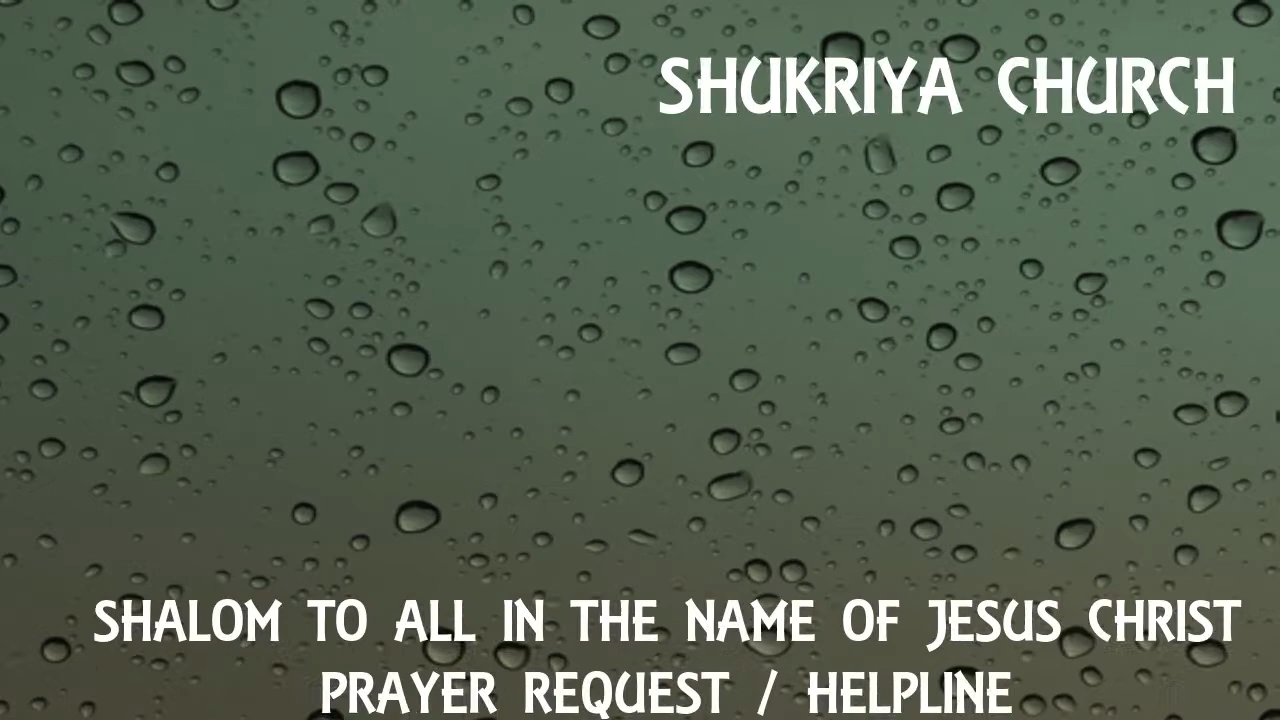 SHUKRIYA CHURCH
SHALOM TO ALL IN THE NAME OF JESUS CHRIST
PRAYER REQUEST / HELPLINE